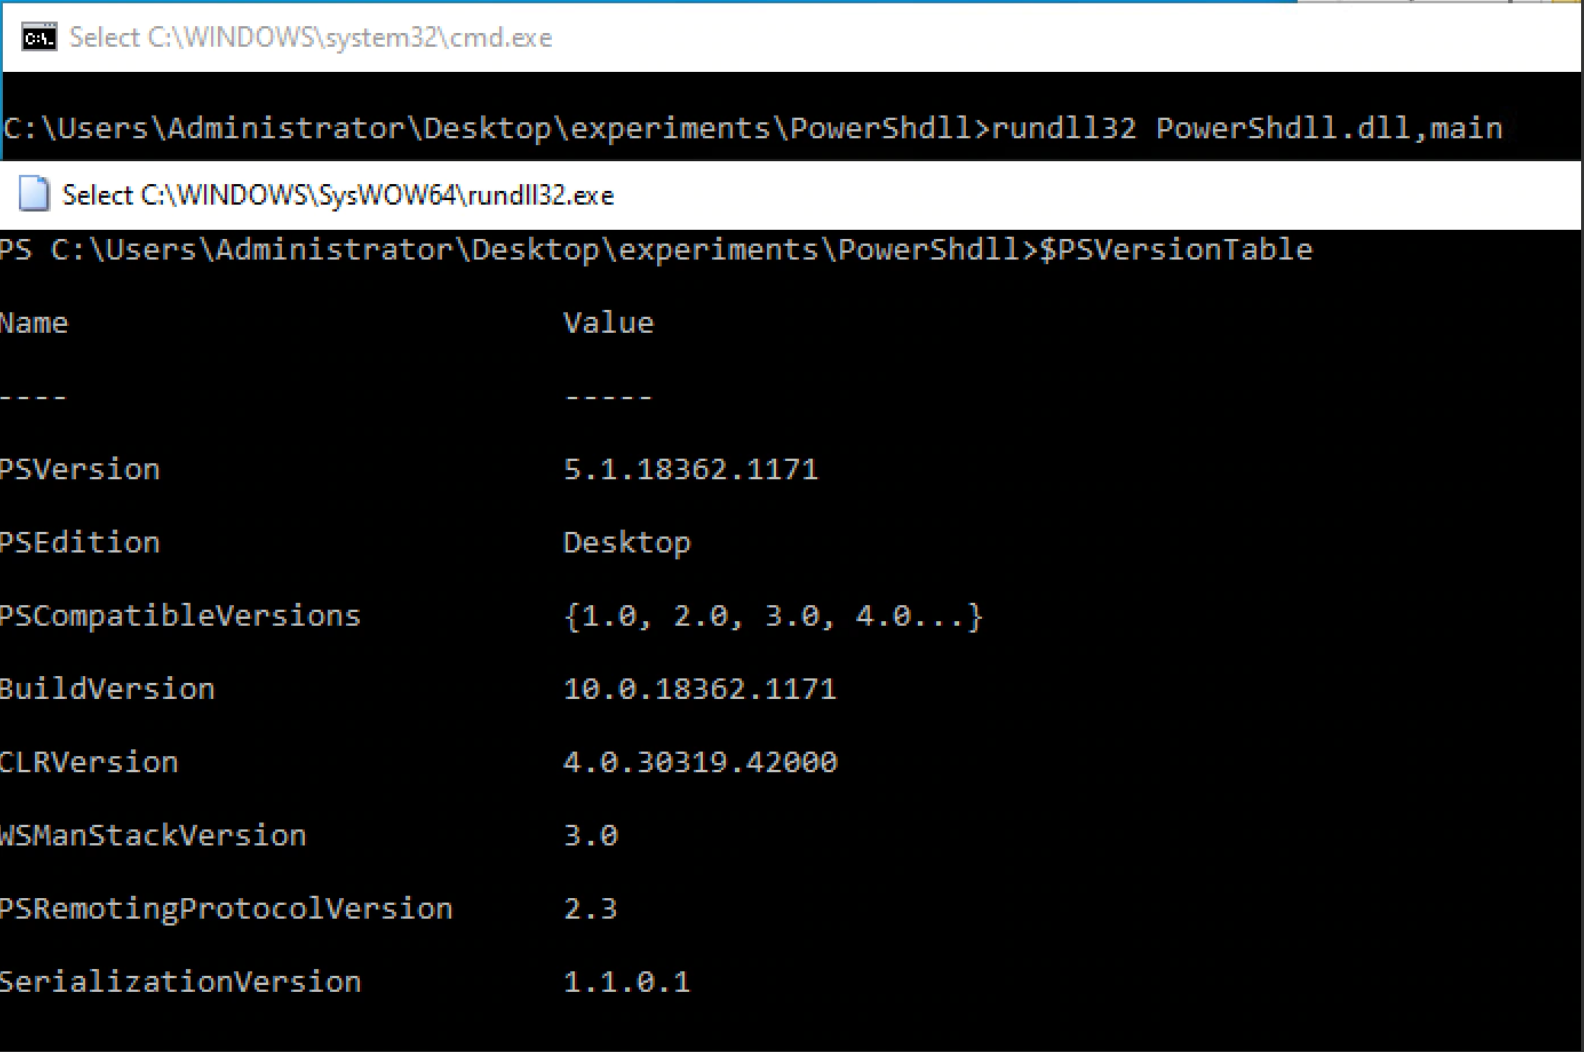 Select C:\WINDOWS\system32\cmd.exe
C:\Users\Administrator\Desktop\experiments\PowerShdll>rundll32 PowerShdll.dll,main
Select C:\WINDOWS\SysWOW64\rundll32.exe
PS C:\Users\Administrator\Desktop\experiments\PowerShdll>$PSVersionTable
Name Value
---- -----
PSVersion 5.1.18362.1171
PSEdition Desktop
PSCompatibleVersions {1.0, 2.0, 3.0, 4.0...}
BuildVersion 10.0.18362.1171
CLRVersion 4.0.30319.42000
WSManStackVersion 3.0
PSRemotingProtocolVersion 2.3
SerializationVersion 1.1.0.1